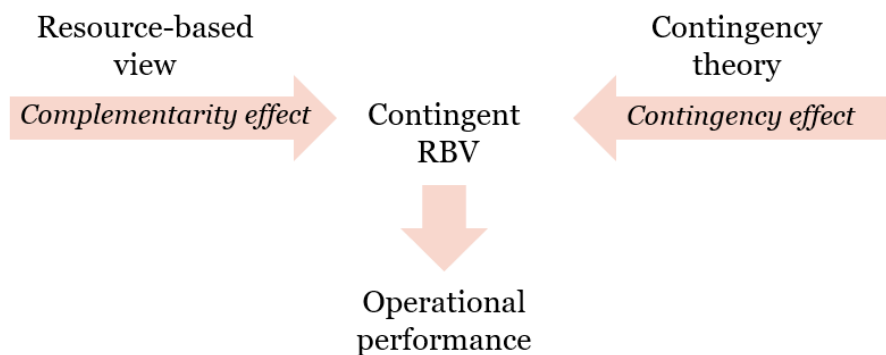 Resource-based
view
Complementarity effect
Contingent
RBV
Contingency
theory
Contingency effect
Operational
performance